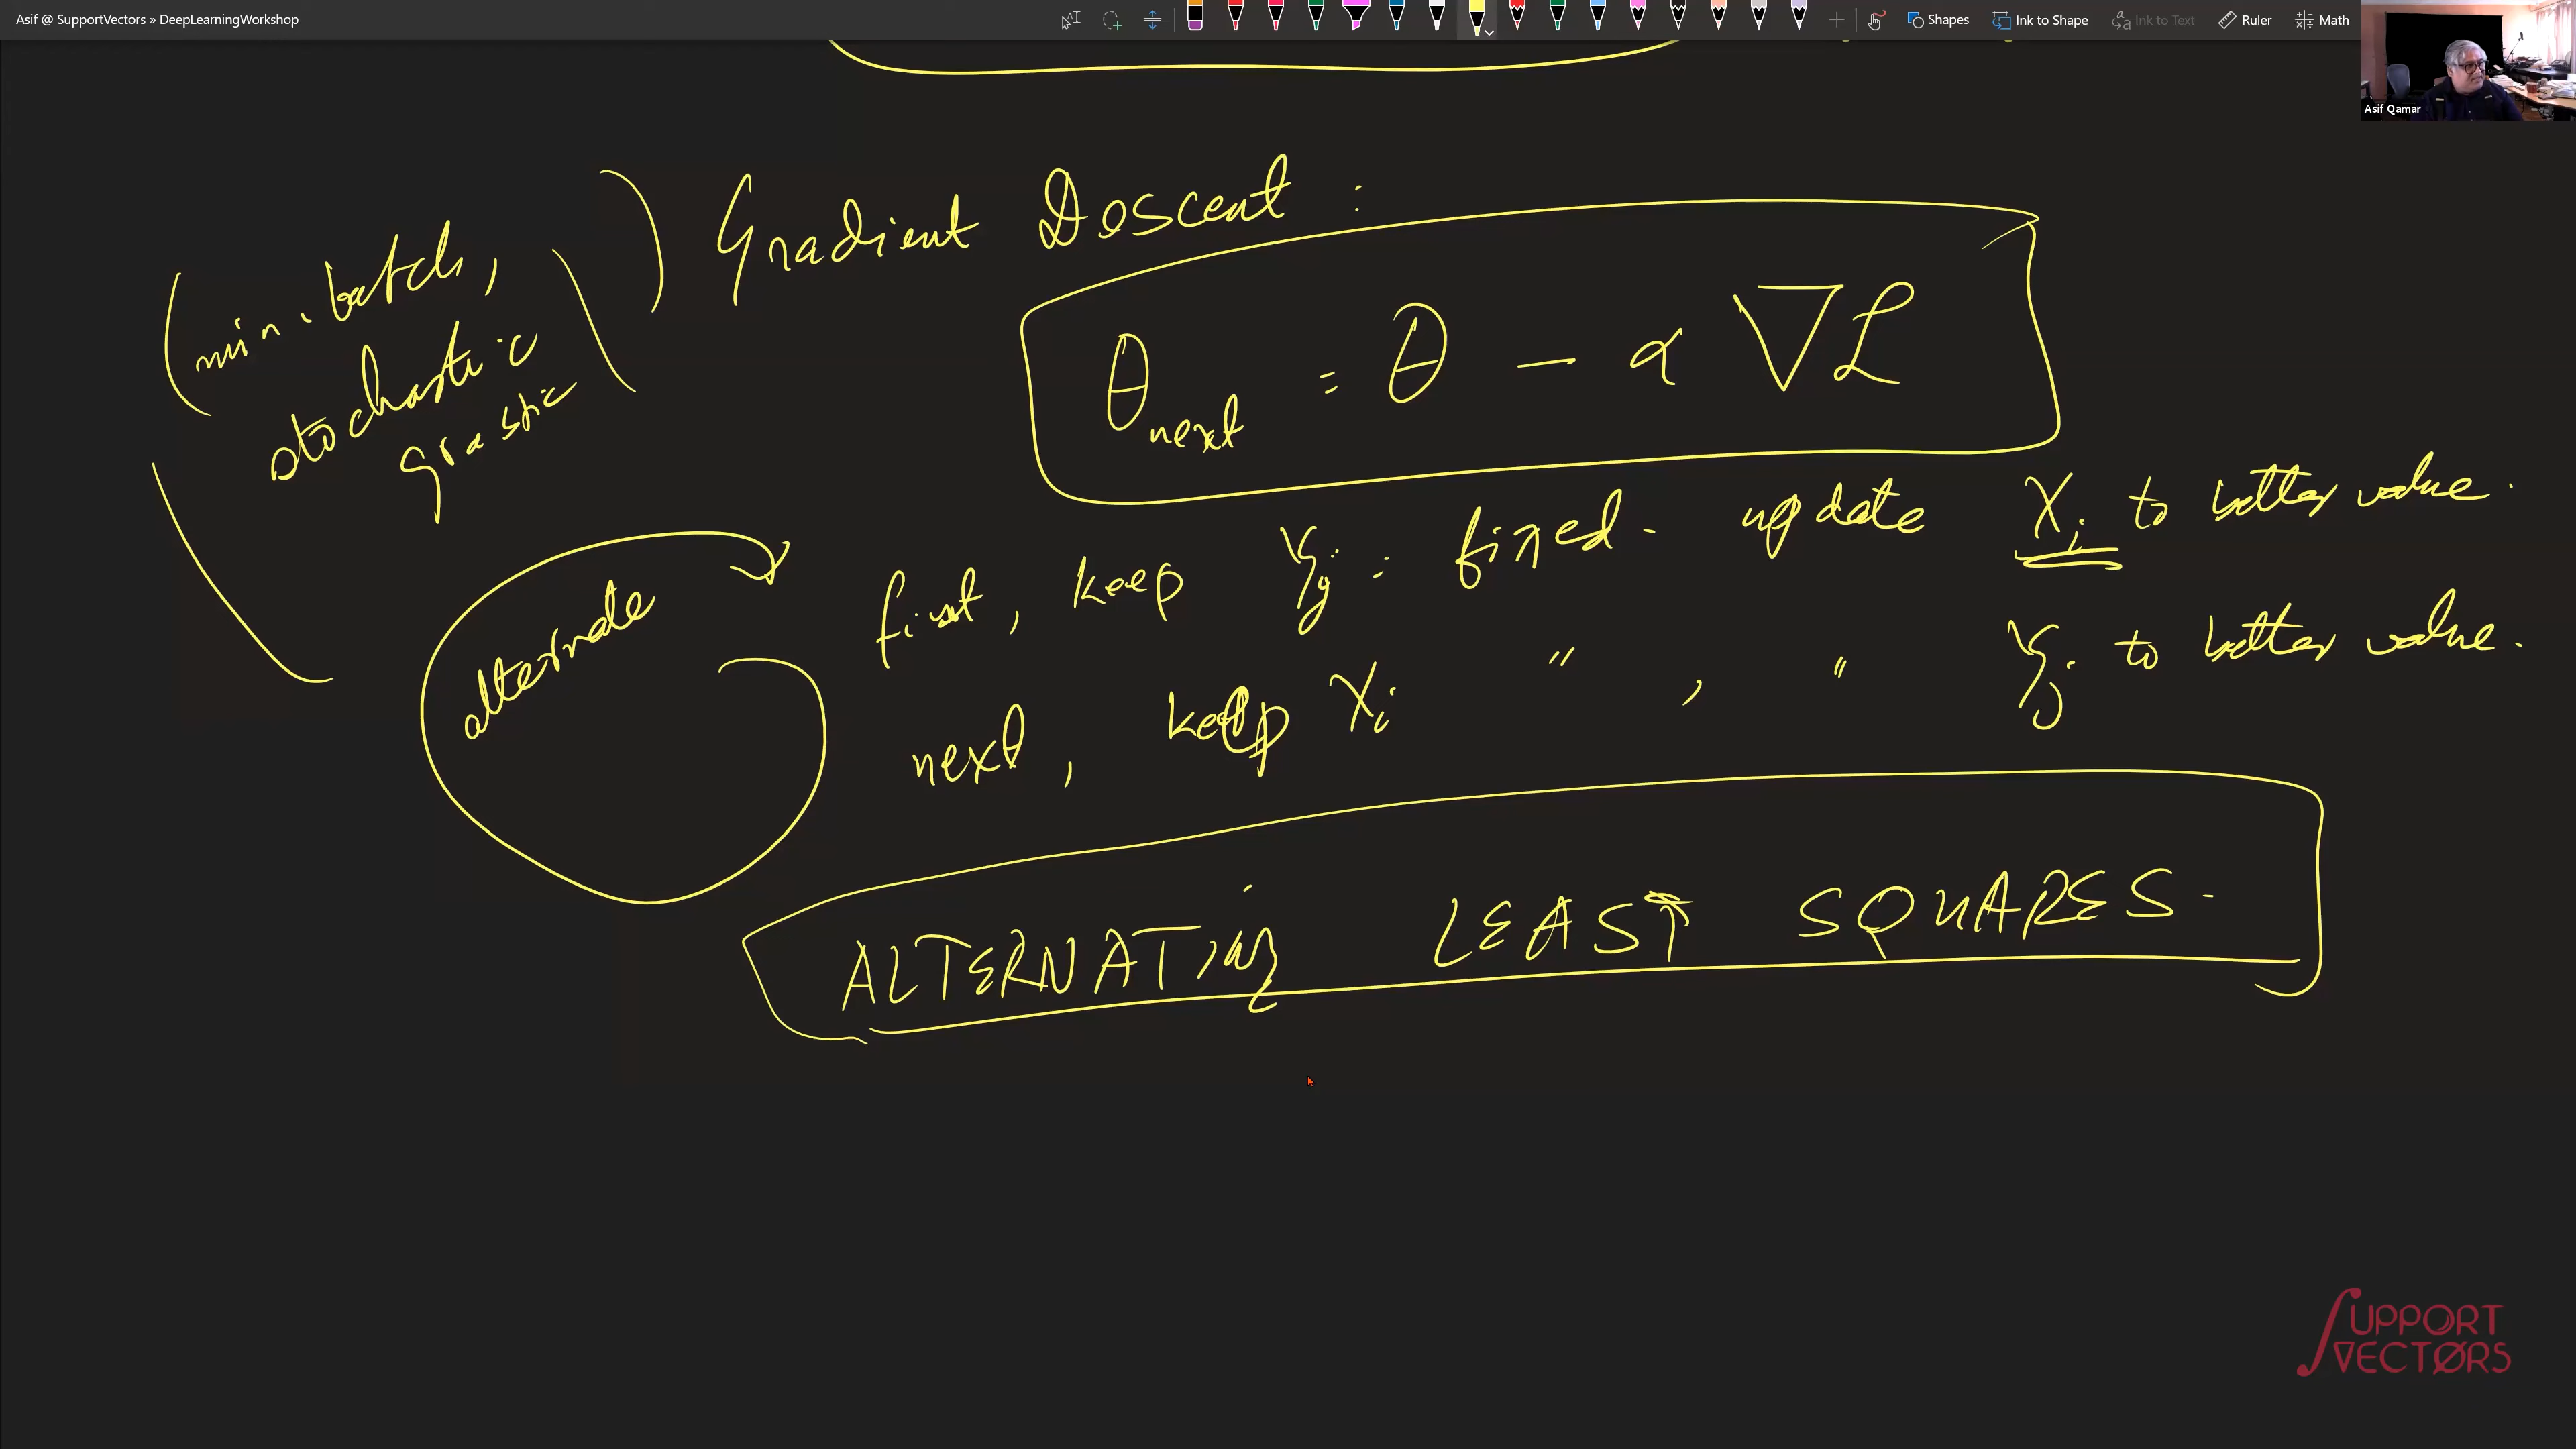 Asif @ SupportVectors » DeepLearningWorkshop
Shapes
Ink to Shape
Ink to Text
Ruler
Math
Asif Qamar
(mini-batch,
stochastic
)
Gradient Descent :
θnext = θ - α ∇L
first, keep Yj = fixed - update Xi to better value.
next, keep Xi " , " Yj to better value.
alternate
ALTERNATING LEAST SQUARES -
SUPPORT
VECTORS